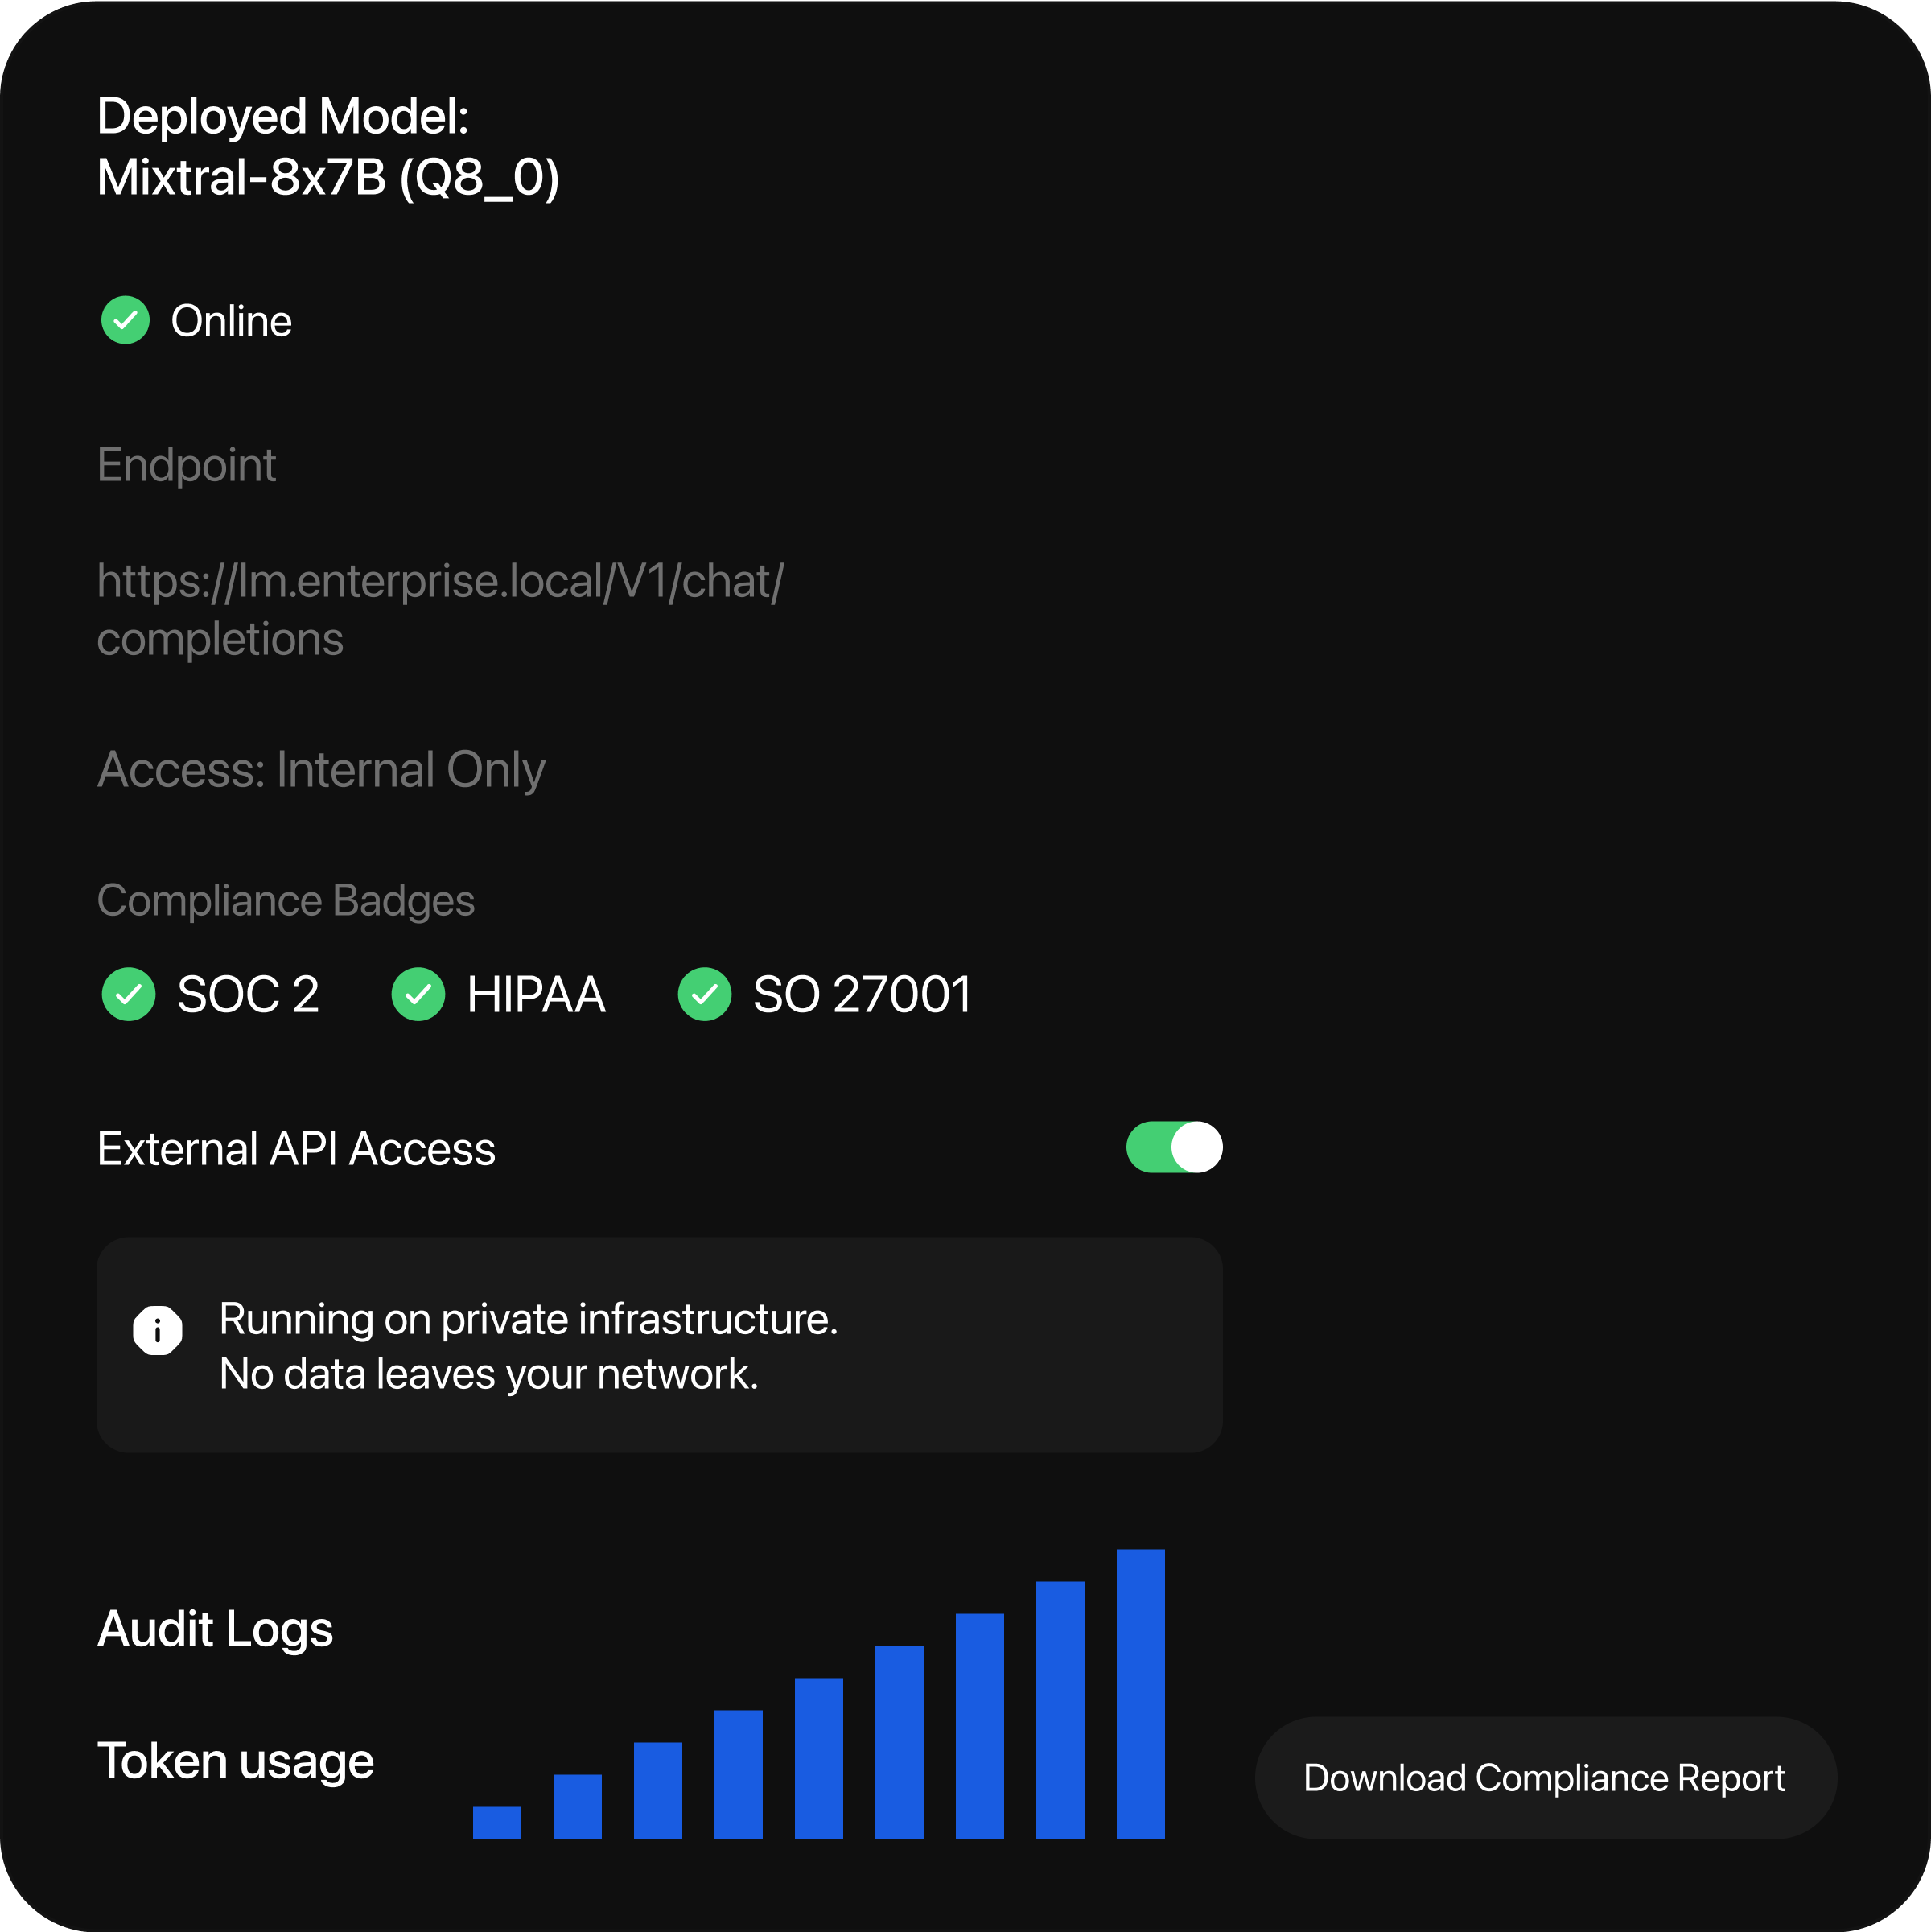 Deployed Model:
Mixtral-8x7B (Q8_0)
Online
Endpoint
https://lmm.enterprise.local/v1/chat/
completions
Access: Internal Only
Compliance Badges
SOC 2
HIPAA
ISO 27001
External API Access
Running on private infrastructure.
No data leaves your network.
Audit Logs
Token usage
Download Compliance Report